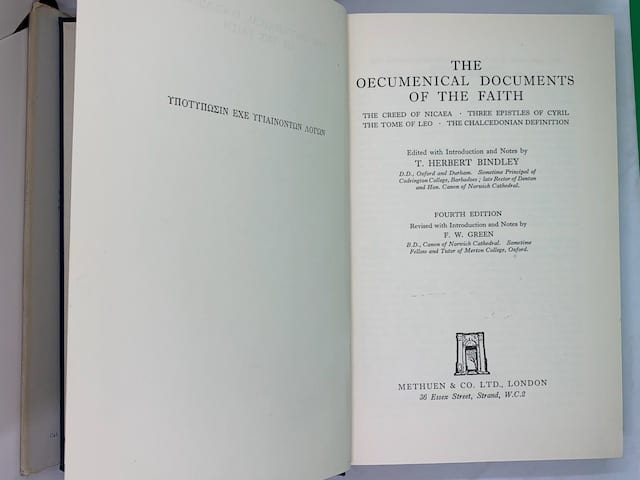 ΥΠΟΤΥΠΩΣΙΝ ΕΧΕ ΥΓΙΑΙΝΟΝΤΩΝ ΛΟΓΩΝ
THE
OECUMENICAL DOCUMENTS
OF THE FAITH
THE CREED OF NICAEA · THREE EPISTLES OF CYRIL
THE TOME OF LEO · THE CHALCEDONIAN DEFINITION
Edited with Introduction and Notes by
T. HERBERT BINDLEY
D.D., Oxford and Durham. Sometime Principal of
Codrington College, Barbadoes; late Rector of Denton
and Hon. Canon of Norwich Cathedral.
FOURTH EDITION
Revised with Introduction and Notes by
F. W. GREEN
B.D., Canon of Norwich Cathedral. Sometime
Fellow and Tutor of Merton College, Oxford.
METHUEN & CO. LTD., LONDON
36 Essex Street, Strand, W.C.2